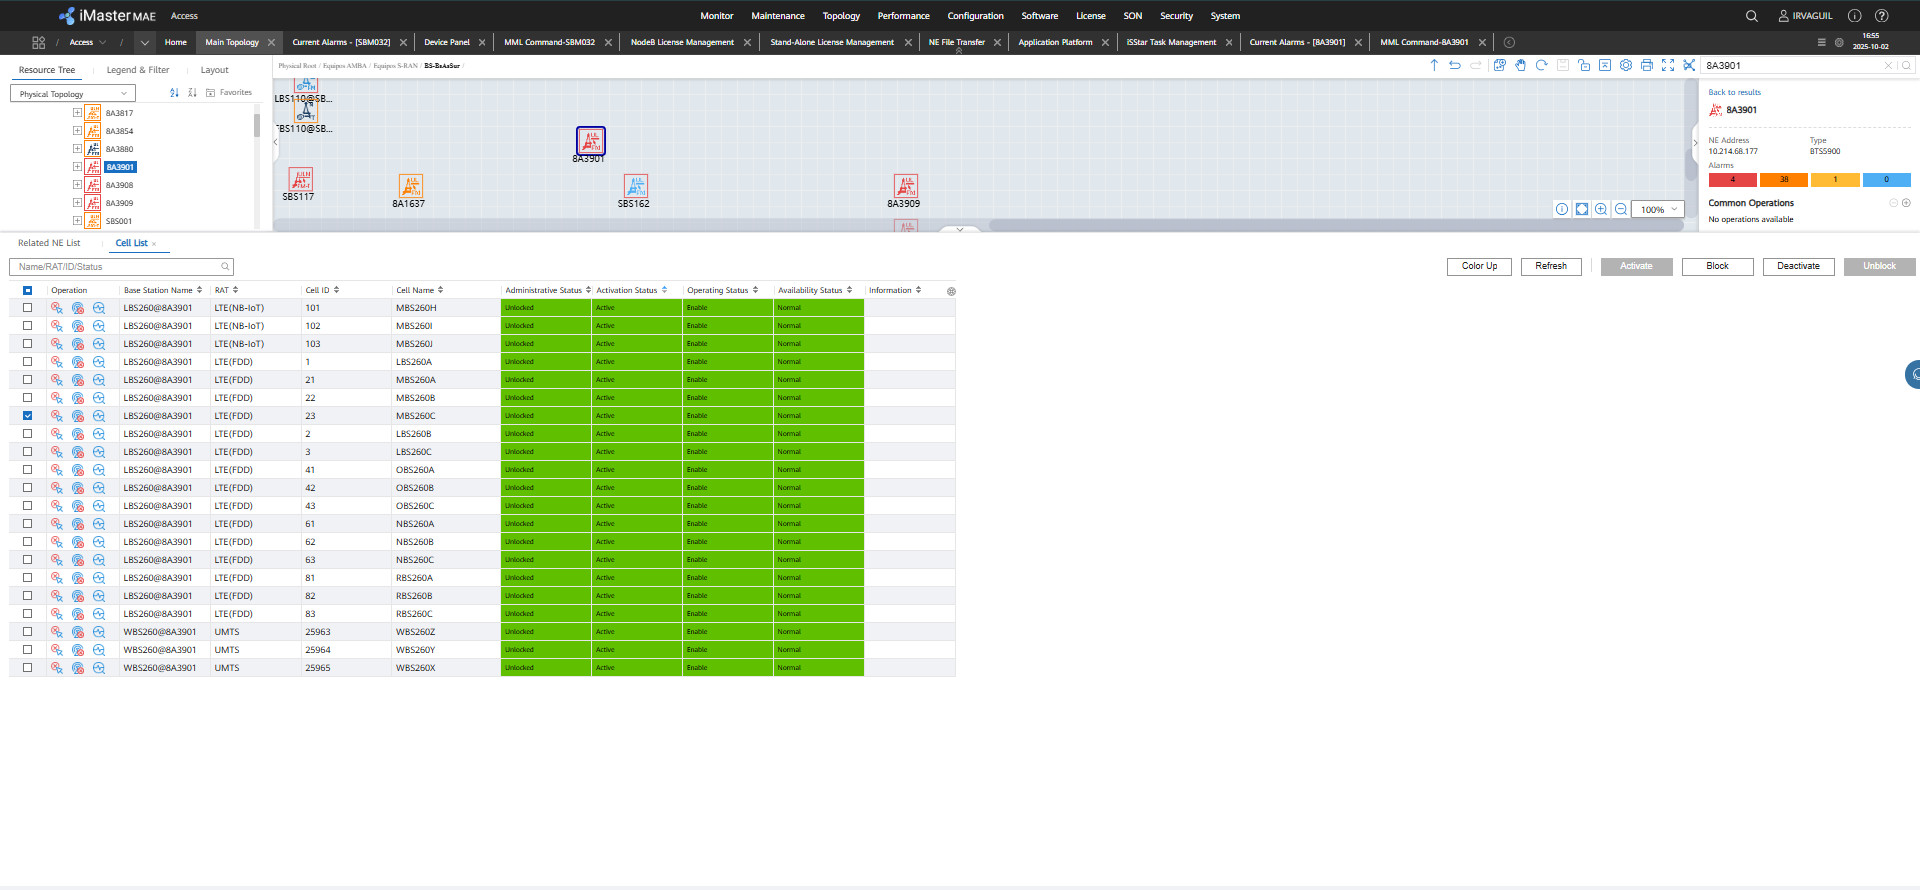 iMaster MAE Access Monitor Maintenance Topology Performance Configuration Software License SON Security System IRVAGUIL
/ Access / Home Main Topology Current Alarms - [SBM032] Device Panel MML Command-SBM032 NodeB License Management Stand-Alone License Management NE File Transfer Application Platform iSStar Task Management Current Alarms - [8A3901] MML Command-8A3901
16:55
2025-10-02
Resource Tree Legend & Filter Layout
Physical Topology Favorites
8A3817
8A3854
8A3880
8A3901
8A3908
8A3909
SBS001
Physical Root / Equipos AMBA / Equipos S-RAN / BS-BsAsSur /
LBS110@SB...
BS110@SB...
8A3901
SBS117
8A1637
SBS162
8A3909
100%
8A3901
Back to results
8A3901
NE Address Type
10.214.68.177 BTS5900
Alarms
4 38 1 0
Common Operations
No operations available
Related NE List Cell List
Name/RAT/ID/Status
Color Up Refresh Activate Block Deactivate Unblock
Operation Base Station Name RAT Cell ID Cell Name Administrative Status Activation Status Operating Status Availability Status Information
LBS260@8A3901 LTE(NB-IoT) 101 MBS260H Unlocked Active Enable Normal
LBS260@8A3901 LTE(NB-IoT) 102 MBS260I Unlocked Active Enable Normal
LBS260@8A3901 LTE(NB-IoT) 103 MBS260J Unlocked Active Enable Normal
LBS260@8A3901 LTE(FDD) 1 LBS260A Unlocked Active Enable Normal
LBS260@8A3901 LTE(FDD) 21 MBS260A Unlocked Active Enable Normal
LBS260@8A3901 LTE(FDD) 22 MBS260B Unlocked Active Enable Normal
LBS260@8A3901 LTE(FDD) 23 MBS260C Unlocked Active Enable Normal
LBS260@8A3901 LTE(FDD) 2 LBS260B Unlocked Active Enable Normal
LBS260@8A3901 LTE(FDD) 3 LBS260C Unlocked Active Enable Normal
LBS260@8A3901 LTE(FDD) 41 OBS260A Unlocked Active Enable Normal
LBS260@8A3901 LTE(FDD) 42 OBS260B Unlocked Active Enable Normal
LBS260@8A3901 LTE(FDD) 43 OBS260C Unlocked Active Enable Normal
LBS260@8A3901 LTE(FDD) 61 NBS260A Unlocked Active Enable Normal
LBS260@8A3901 LTE(FDD) 62 NBS260B Unlocked Active Enable Normal
LBS260@8A3901 LTE(FDD) 63 NBS260C Unlocked Active Enable Normal
LBS260@8A3901 LTE(FDD) 81 RBS260A Unlocked Active Enable Normal
LBS260@8A3901 LTE(FDD) 82 RBS260B Unlocked Active Enable Normal
LBS260@8A3901 LTE(FDD) 83 RBS260C Unlocked Active Enable Normal
WBS260@8A3901 UMTS 25963 WBS260Z Unlocked Active Enable Normal
WBS260@8A3901 UMTS 25964 WBS260Y Unlocked Active Enable Normal
WBS260@8A3901 UMTS 25965 WBS260X Unlocked Active Enable Normal